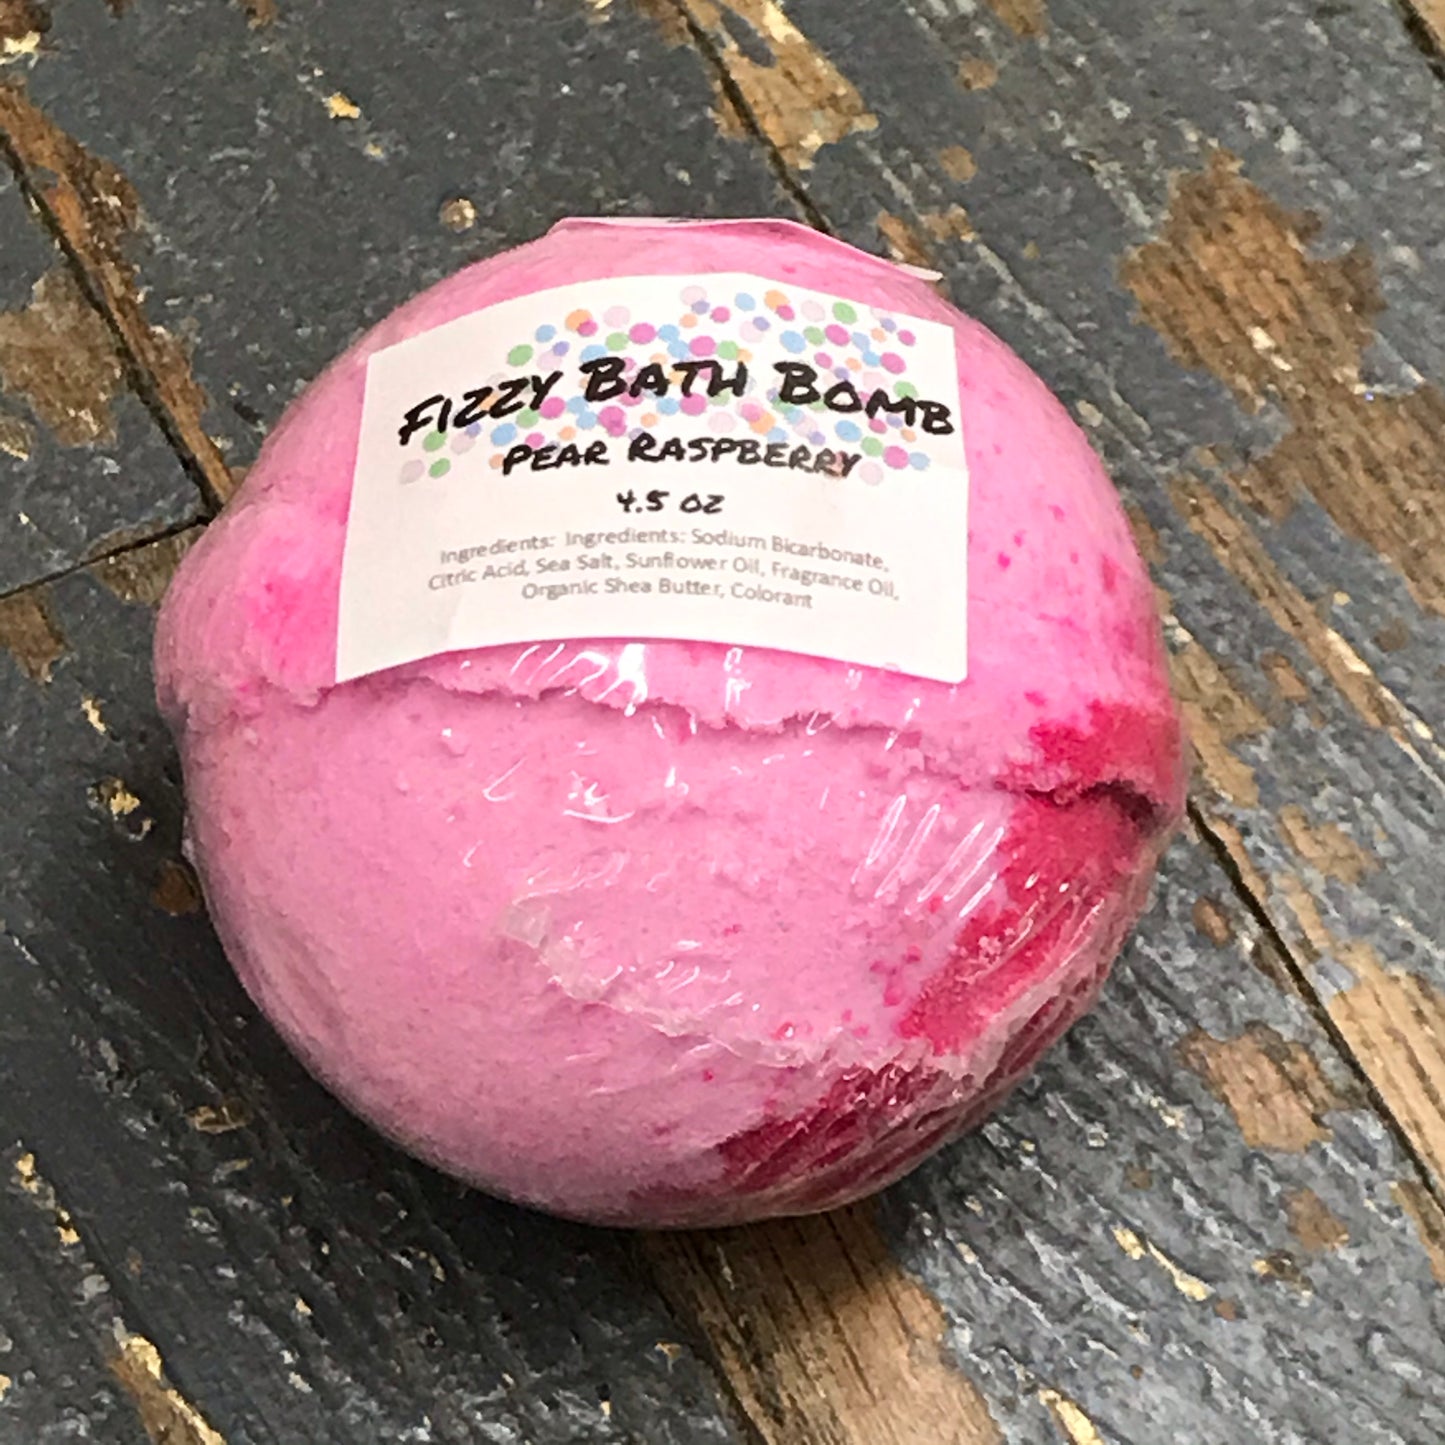 Fizzy Bath Bomb
Pear Raspberry
4.5 oz
Ingredients: Ingredients: Sodium Bicarbonate,
Citric Acid, Sea Salt, Sunflower Oil, Fragrance Oil,
Organic Shea Butter, Colorant